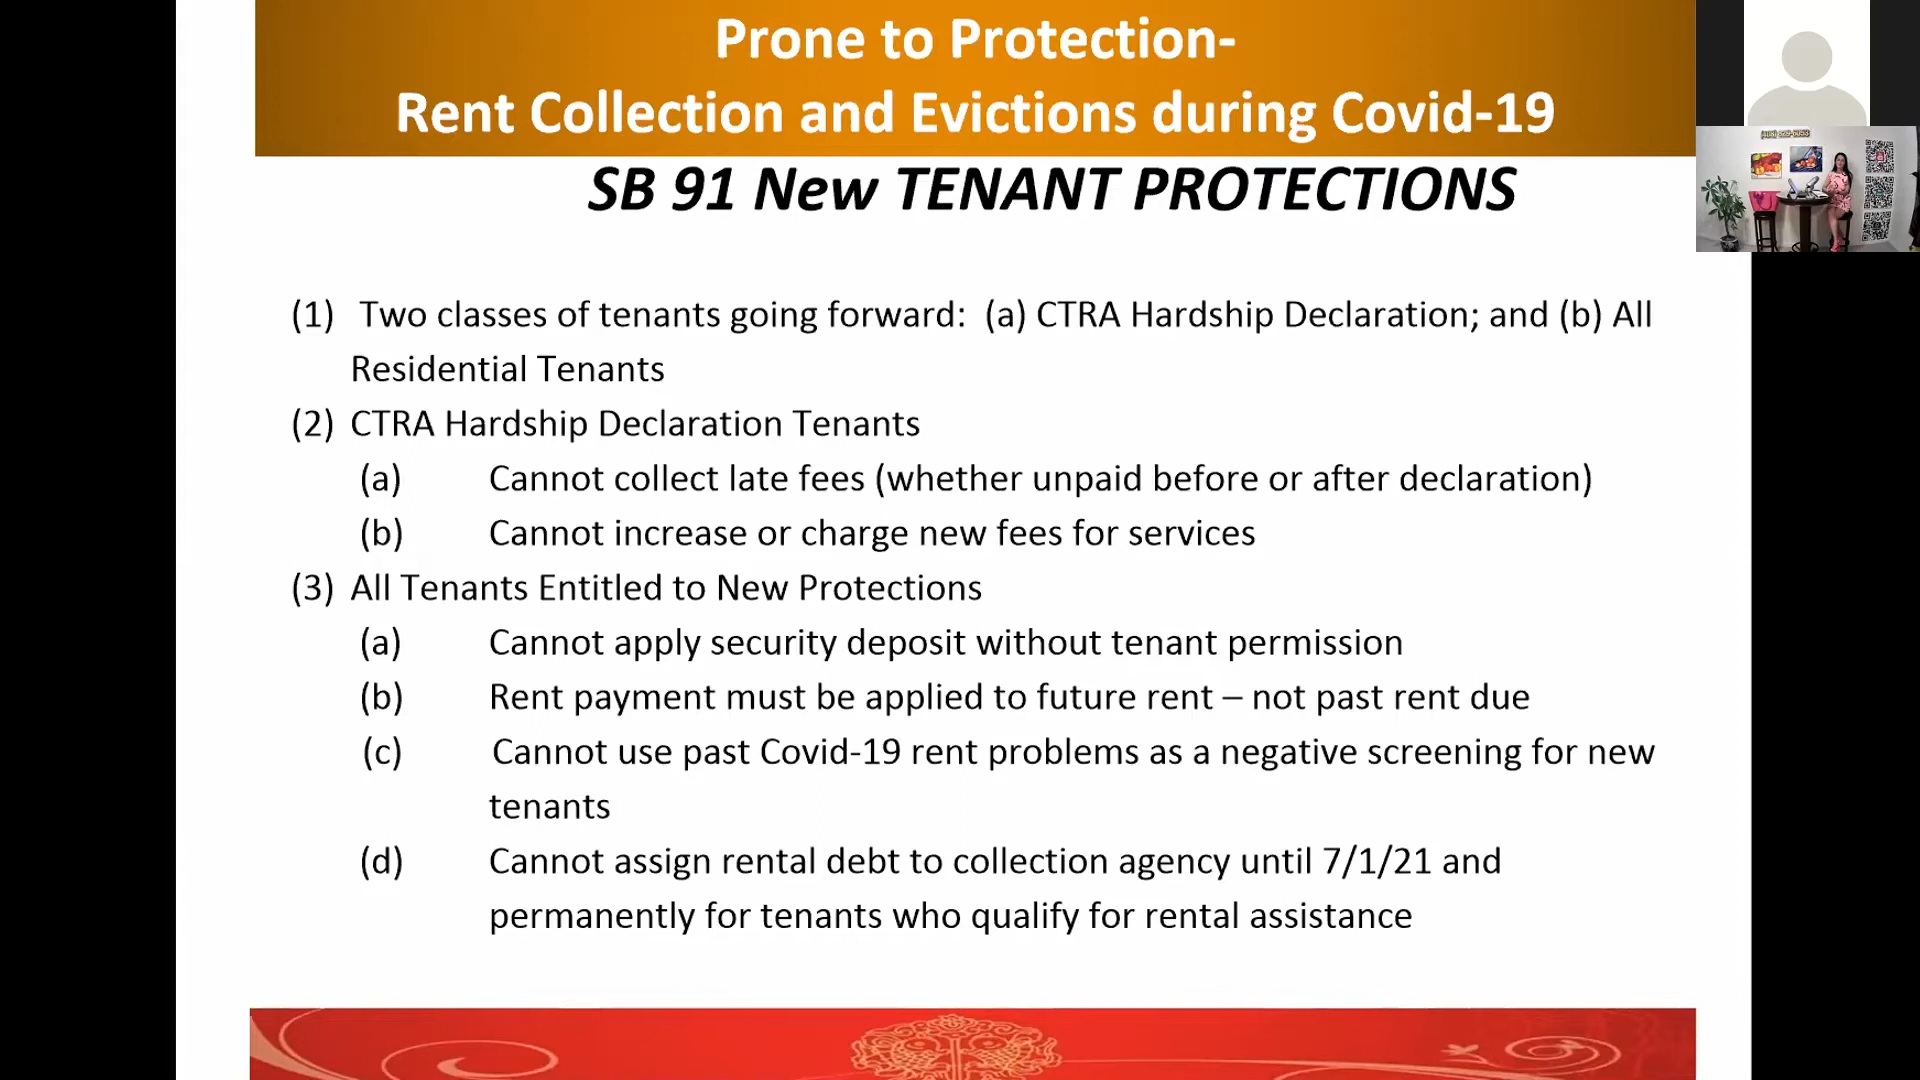 Prone to Protection-
Rent Collection and Evictions during Covid-19
SB 91 New TENANT PROTECTIONS
(1) Two classes of tenants going forward: (a) CTRA Hardship Declaration; and (b) All
Residential Tenants
(2) CTRA Hardship Declaration Tenants
(a) Cannot collect late fees (whether unpaid before or after declaration)
(b) Cannot increase or charge new fees for services
(3) All Tenants Entitled to New Protections
(a) Cannot apply security deposit without tenant permission
(b) Rent payment must be applied to future rent – not past rent due
(c) Cannot use past Covid-19 rent problems as a negative screening for new
tenants
(d) Cannot assign rental debt to collection agency until 7/1/21 and
permanently for tenants who qualify for rental assistance